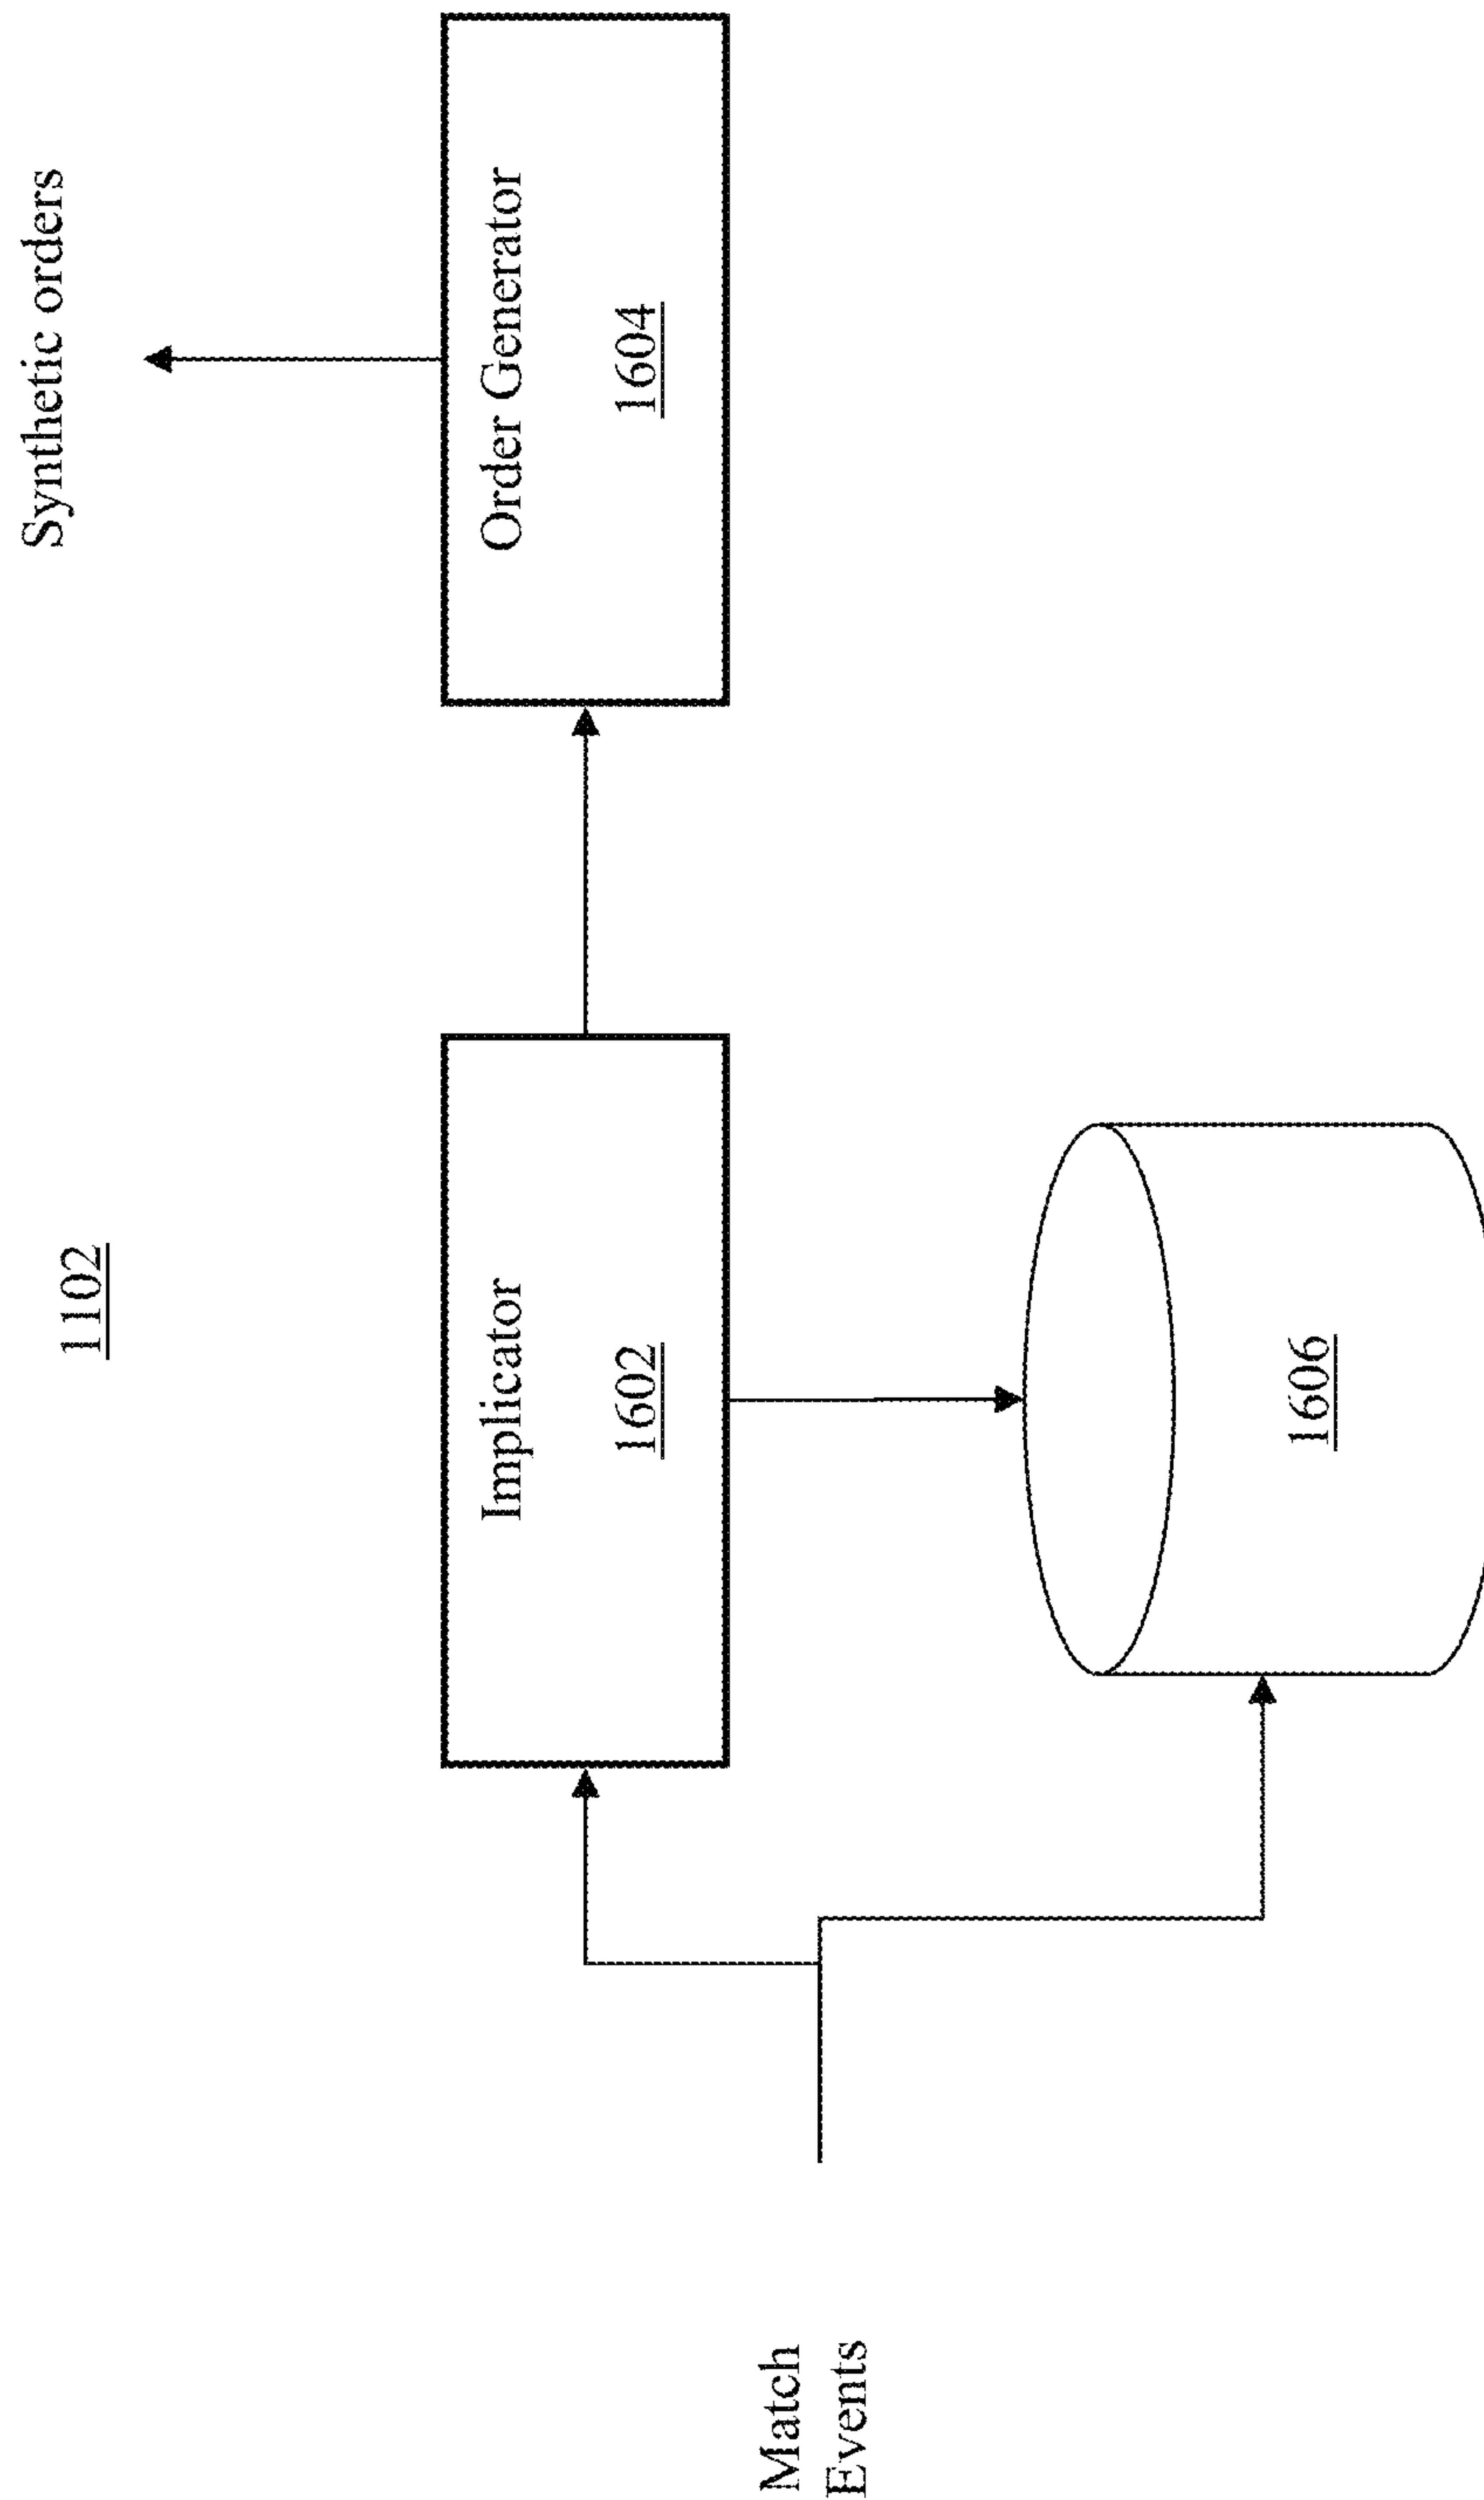 1102
Synthetic orders
Implicator
1602
Order Generator
1604
Match
Events
1606